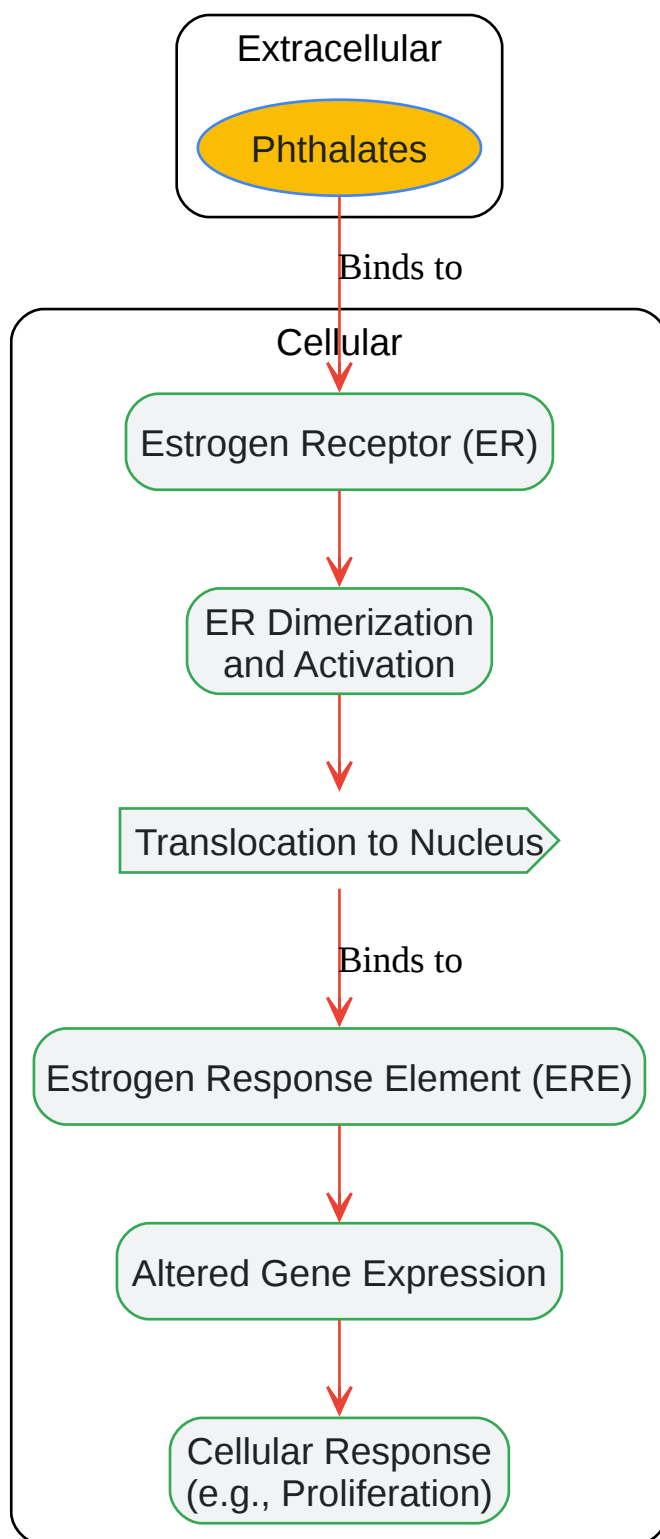 Extracellular
Phthalates
Binds to
Cellular
Estrogen Receptor (ER)
ER Dimerization
and Activation
Translocation to Nucleus
Binds to
Estrogen Response Element (ERE)
Altered Gene Expression
Cellular Response
(e.g., Proliferation)